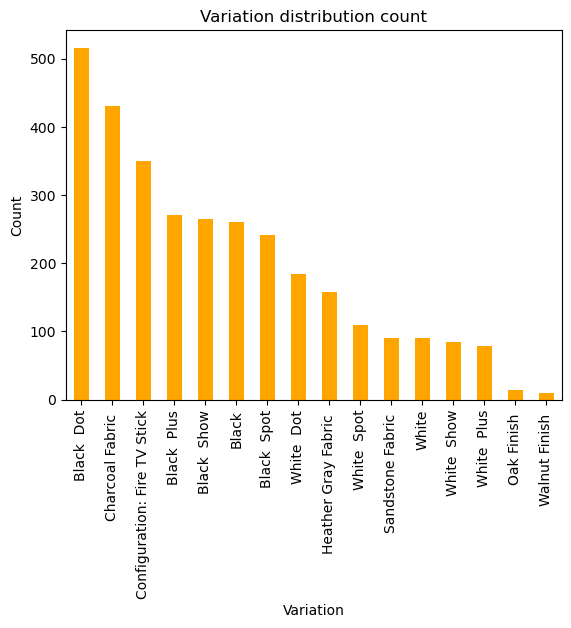 Variation distribution count
500
400
300
200
100
0
Count
Black  Dot
Charcoal Fabric
Configuration: Fire TV Stick
Black  Plus
Black  Show
Black
Black  Spot
White  Dot
Heather Gray Fabric
White  Spot
Sandstone Fabric
White
White  Show
White  Plus
Oak Finish
Walnut Finish
Variation